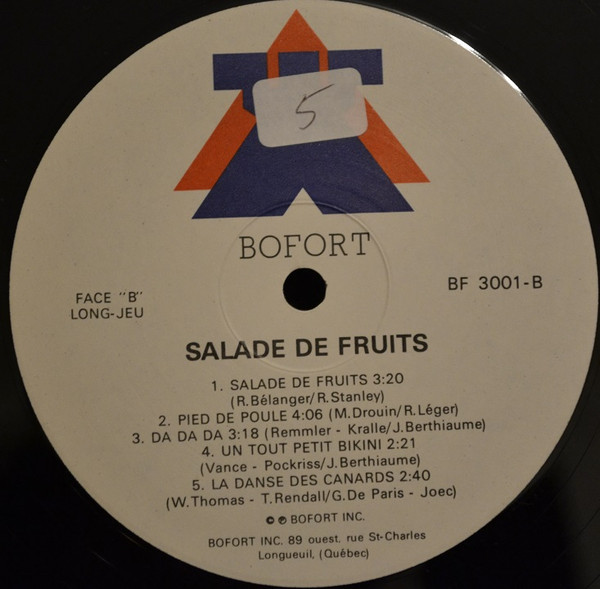 5
BOFORT
FACE "B"
LONG-JEU
BF 3001-B
SALADE DE FRUITS
1. SALADE DE FRUITS 3:20
(R.Bélanger/R.Stanley)
2. PIED DE POULE 4:06 (M.Drouin/R.Léger)
3. DA DA DA 3:18 (Remmler - Kralle/J.Berthiaume)
4. UN TOUT PETIT BIKINI 2:21
(Vance - Pockriss/J.Berthiaume)
5. LA DANSE DES CANARDS 2:40
(W.Thomas - T.Rendall/G.De Paris - Joec)
© ℗ BOFORT INC.
BOFORT INC. 89 ouest, rue St-Charles
Longueuil, (Québec)